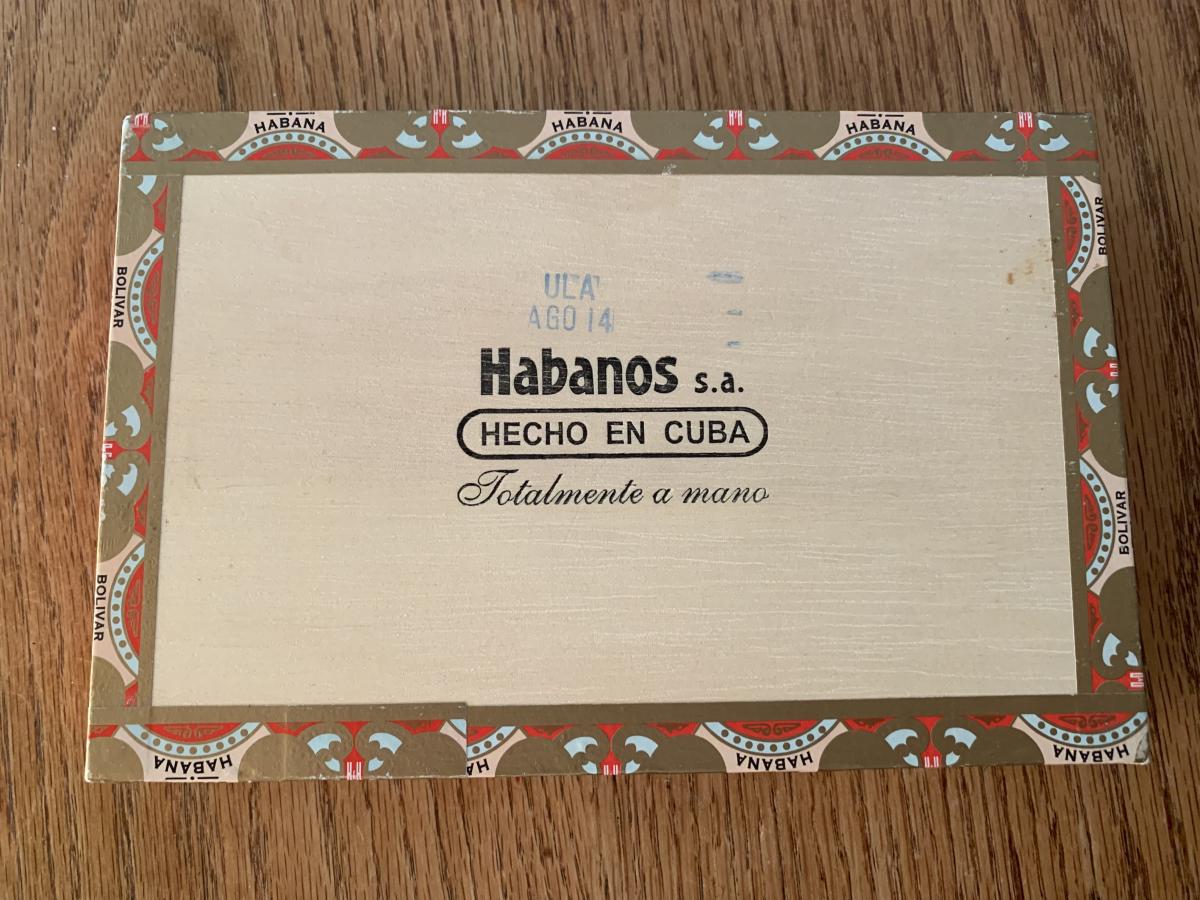 HABANA HABANA HABANA
BOLIVAR
BOLIVAR
ULA
AGO 14
Habanos s.a.
HECHO EN CUBA
Totalmente a mano
BOLIVAR
BOLIVAR
HABANA HABANA HABANA